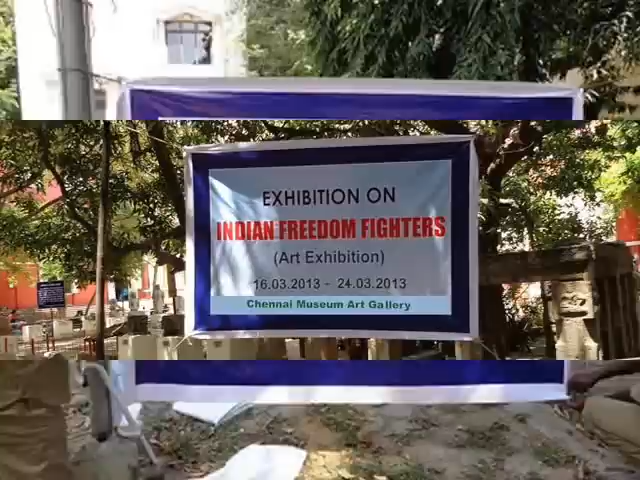 EXHIBITION ON
INDIAN FREEDOM FIGHTERS
(Art Exhibition)
16.03.2013 - 24.03.2013
Chennai Museum Art Gallery